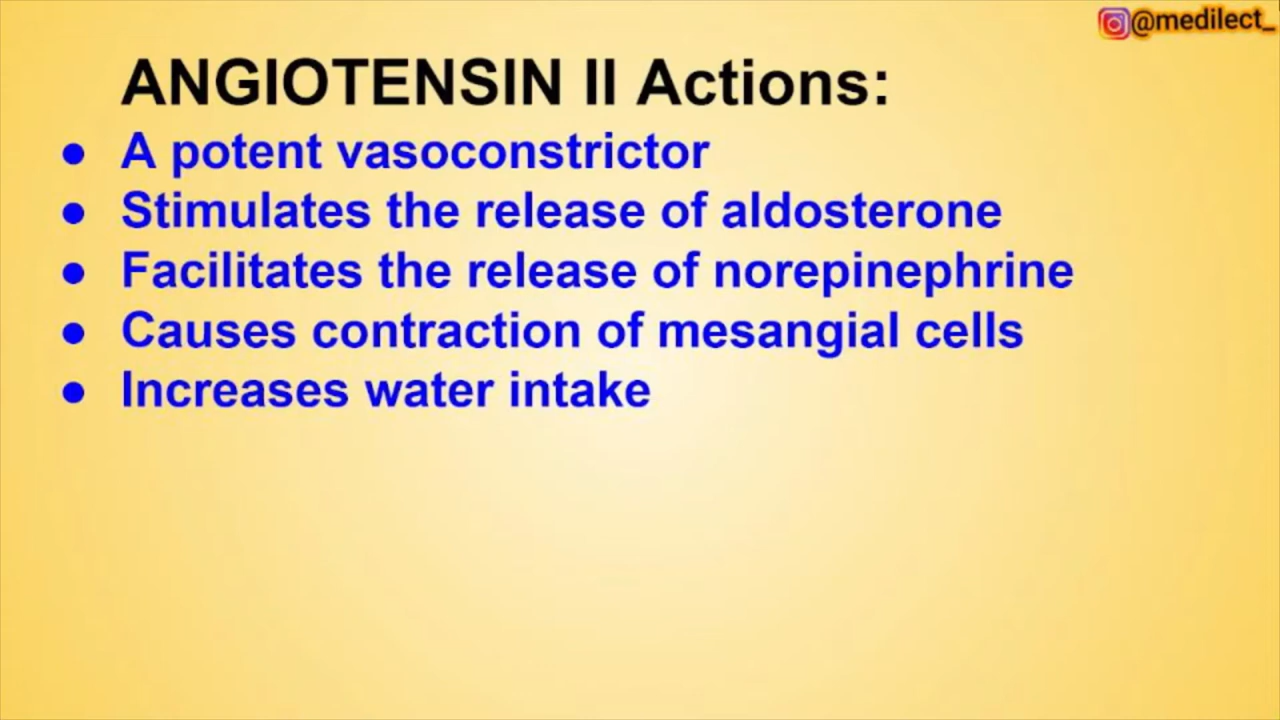 @medilect_
ANGIOTENSIN II Actions:
● A potent vasoconstrictor
● Stimulates the release of aldosterone
● Facilitates the release of norepinephrine
● Causes contraction of mesangial cells
● Increases water intake